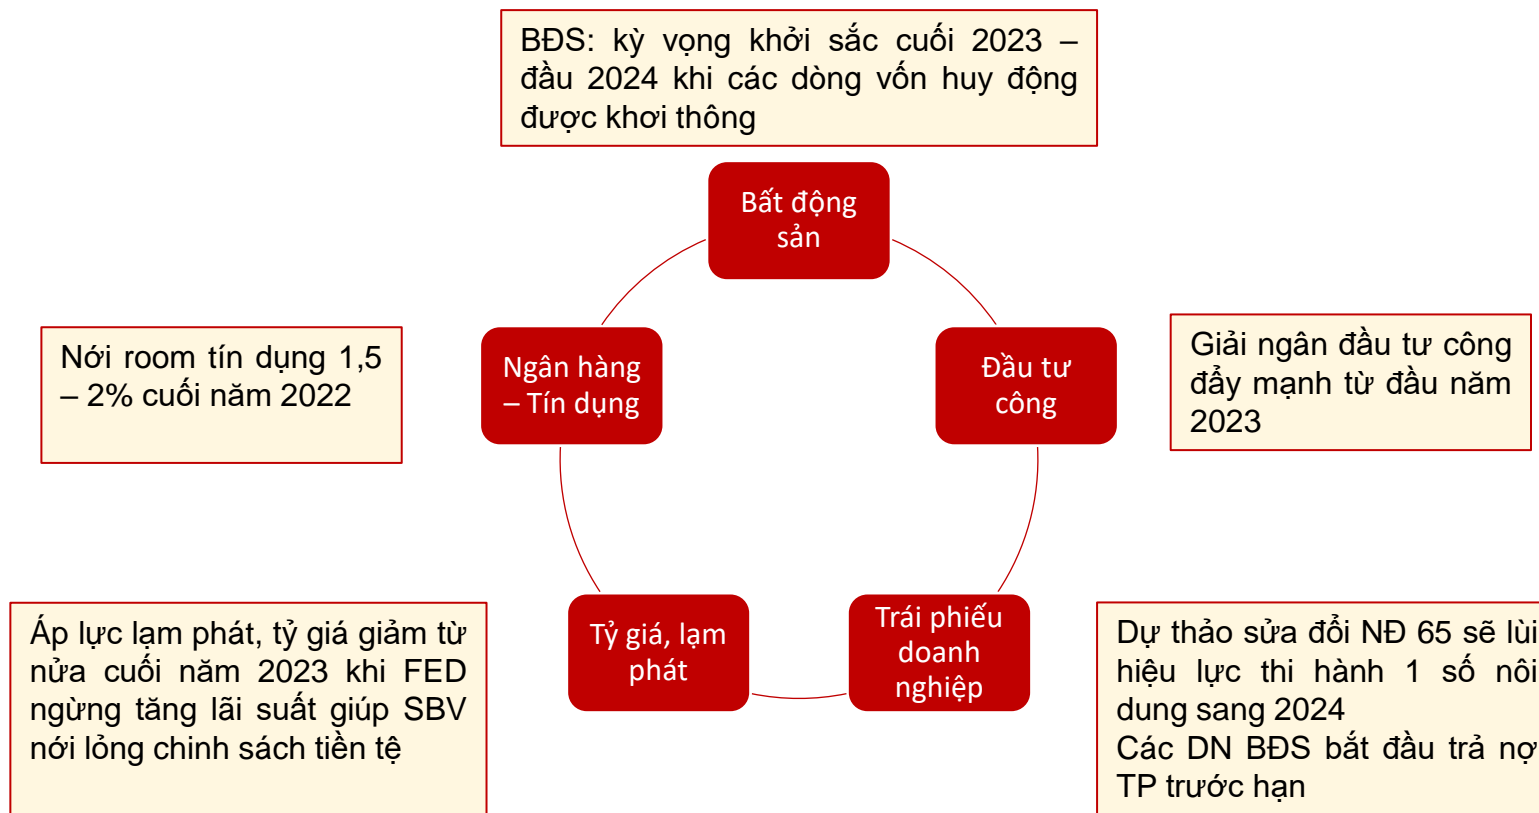 BĐS: kỳ vọng khởi sắc cuối 2023 –
đầu 2024 khi các dòng vốn huy động
được khơi thông
Bất động
sản
Nới room tín dụng 1,5
– 2% cuối năm 2022
Ngân hàng
– Tín dụng
Đầu tư
công
Giải ngân đầu tư công
đẩy mạnh từ đầu năm
2023
Áp lực lạm phát, tỷ giá giảm từ
nửa cuối năm 2023 khi FED
ngừng tăng lãi suất giúp SBV
nới lỏng chinh sách tiền tệ
Tỷ giá, lạm
phát
Trái phiếu
doanh
nghiệp
Dự thảo sửa đổi NĐ 65 sẽ lùi
hiệu lực thi hành 1 số nôi
dung sang 2024
Các DN BĐS bắt đầu trả nợ
TP trước hạn